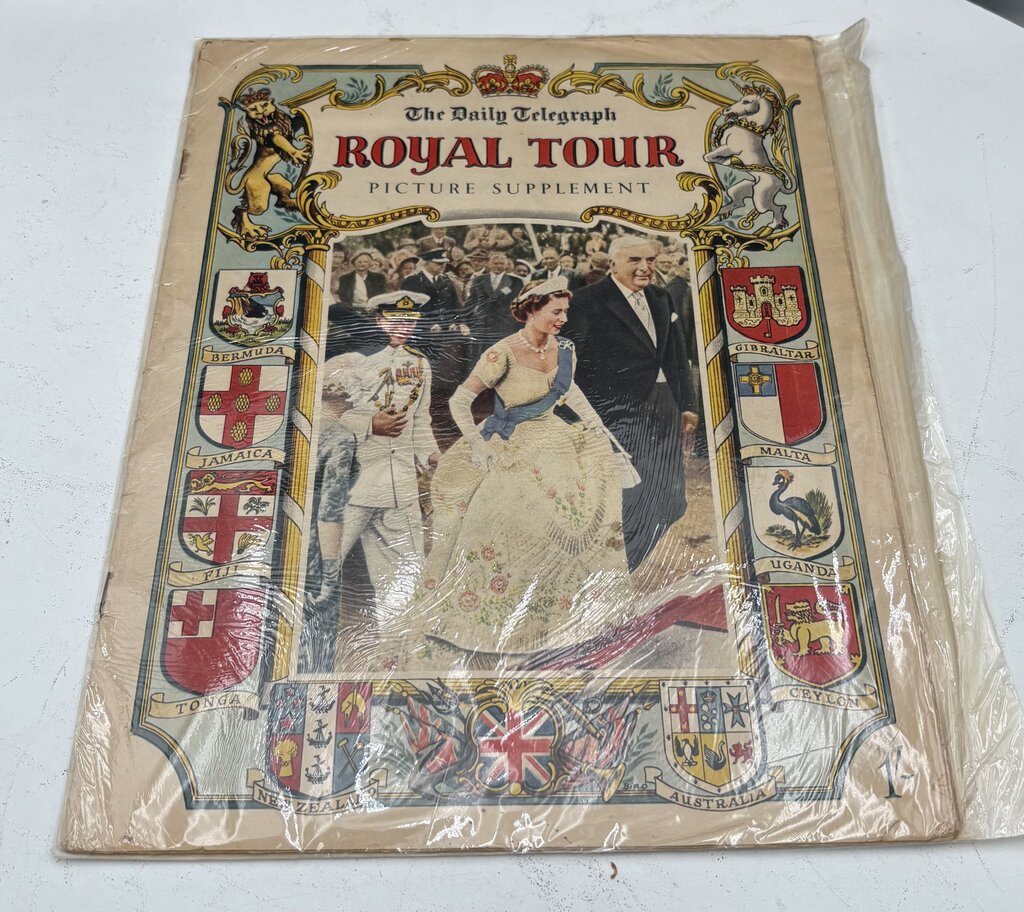 The Daily Telegraph
ROYAL TOUR
PICTURE SUPPLEMENT
BERMUDA
GIBRALTAR
JAMAICA
MALTA
FIJI
UGANDA
TONGA
CEYLON
NEW ZEALAND
AUSTRALIA
BIRO
1/-